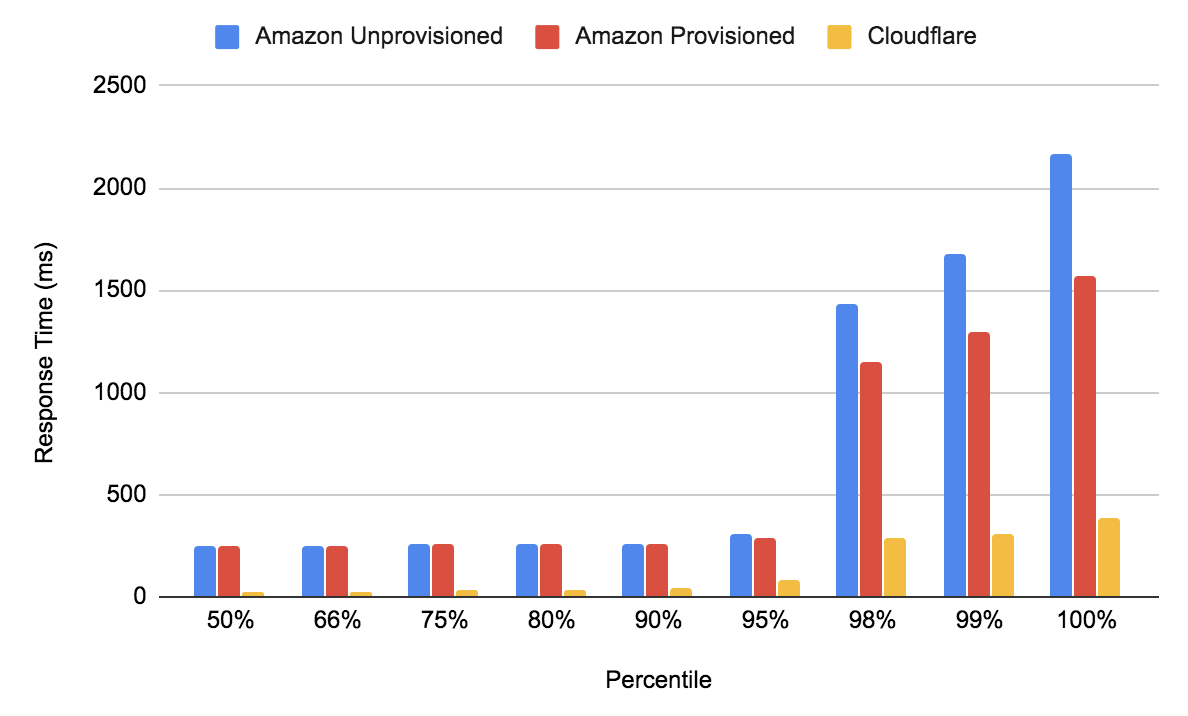 Amazon Unprovisioned Amazon Provisioned Cloudflare
2500
2000
1500
1000
500
0
Response Time (ms)
50% 66% 75% 80% 90% 95% 98% 99% 100%
Percentile